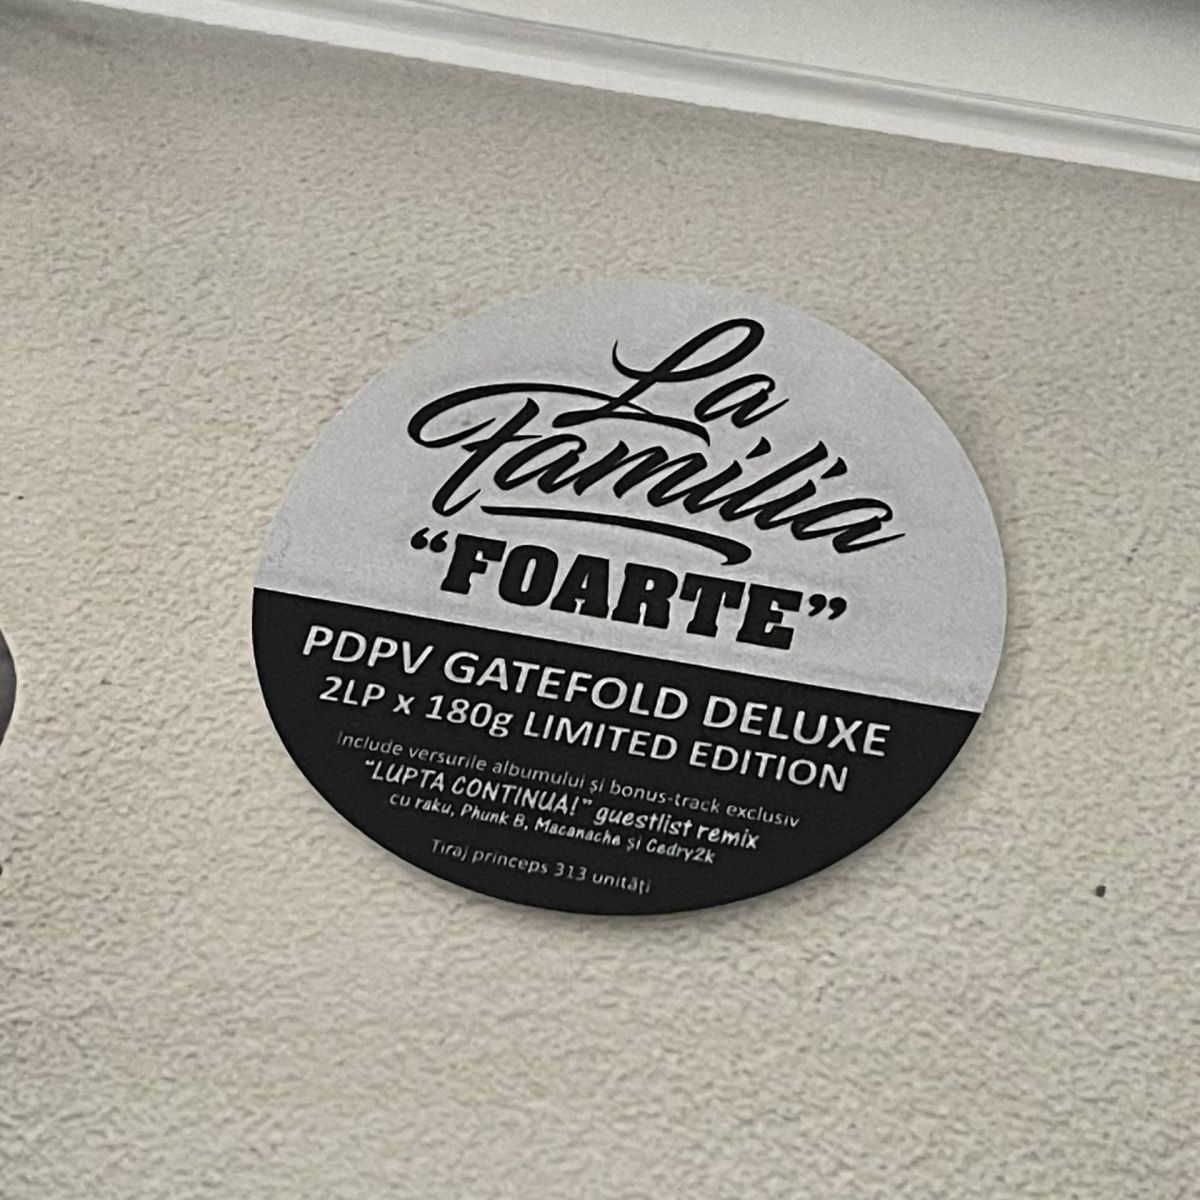 La
Familia
“FOARTE”
PDPV GATEFOLD DELUXE
2LP x 180g LIMITED EDITION
Include versurile albumului și bonus-track exclusiv
“LUPTA CONTINUA!” guestlist remix
cu raku, Phunk B, Macanache și Cedry2k
Tiraj princeps 313 unități